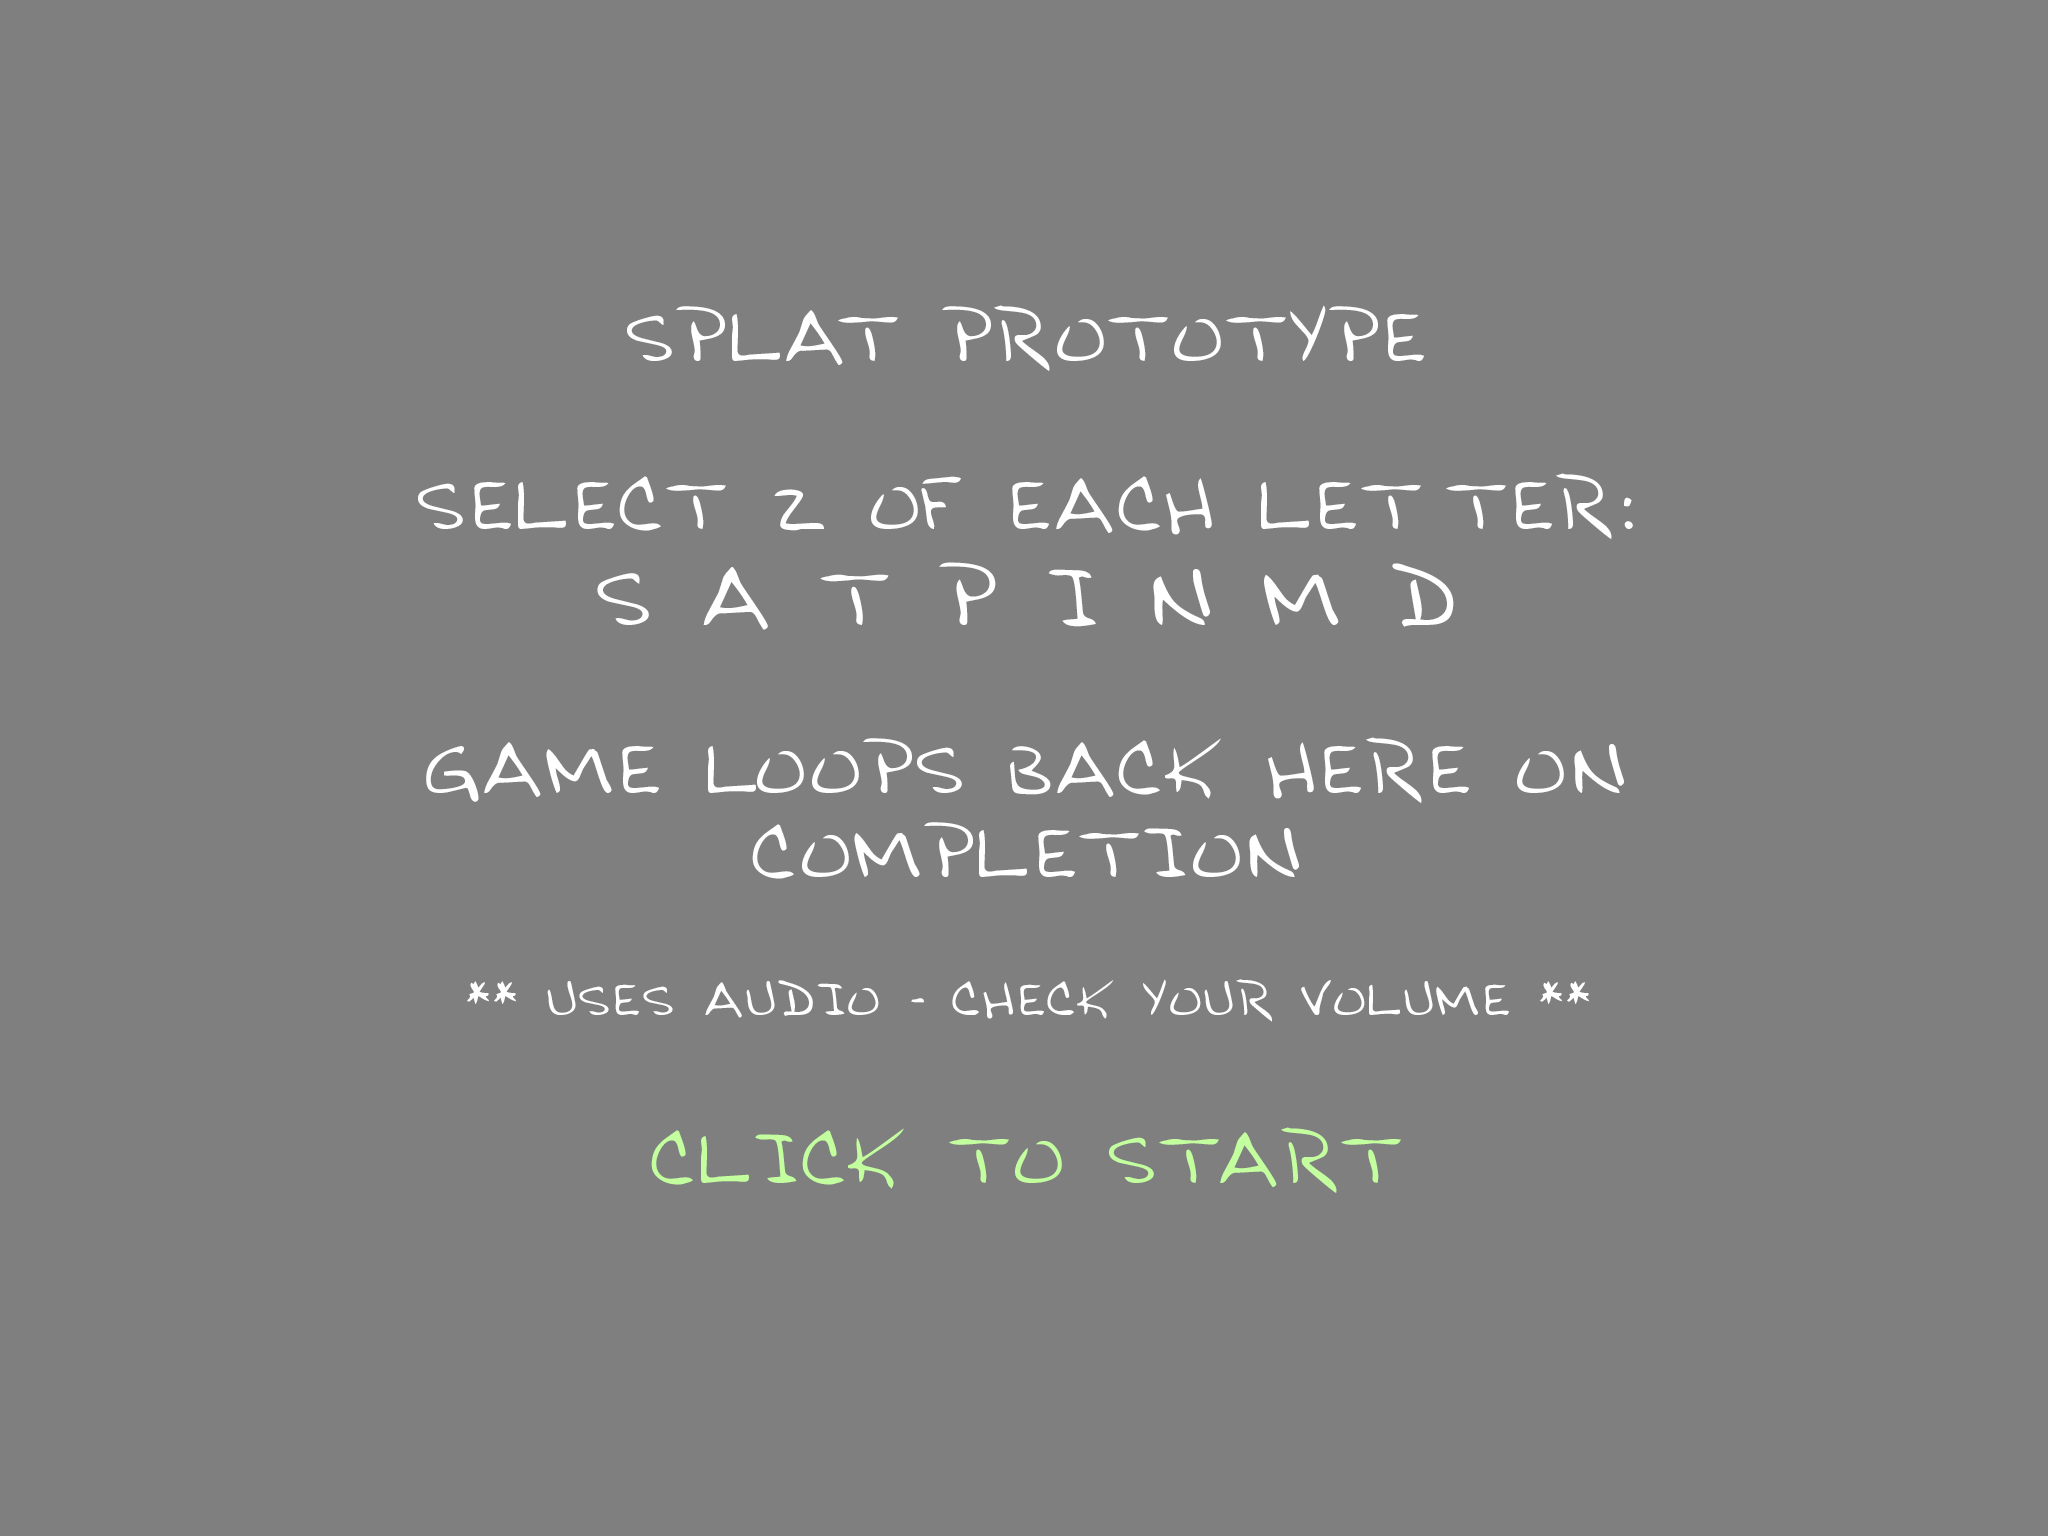 SPLAT PROTOTYPE
SELECT 2 OF EACH LETTER:
S A T P I N M D
GAME LOOPS BACK HERE ON
COMPLETION
** USES AUDIO - CHECK YOUR VOLUME **
CLICK TO START